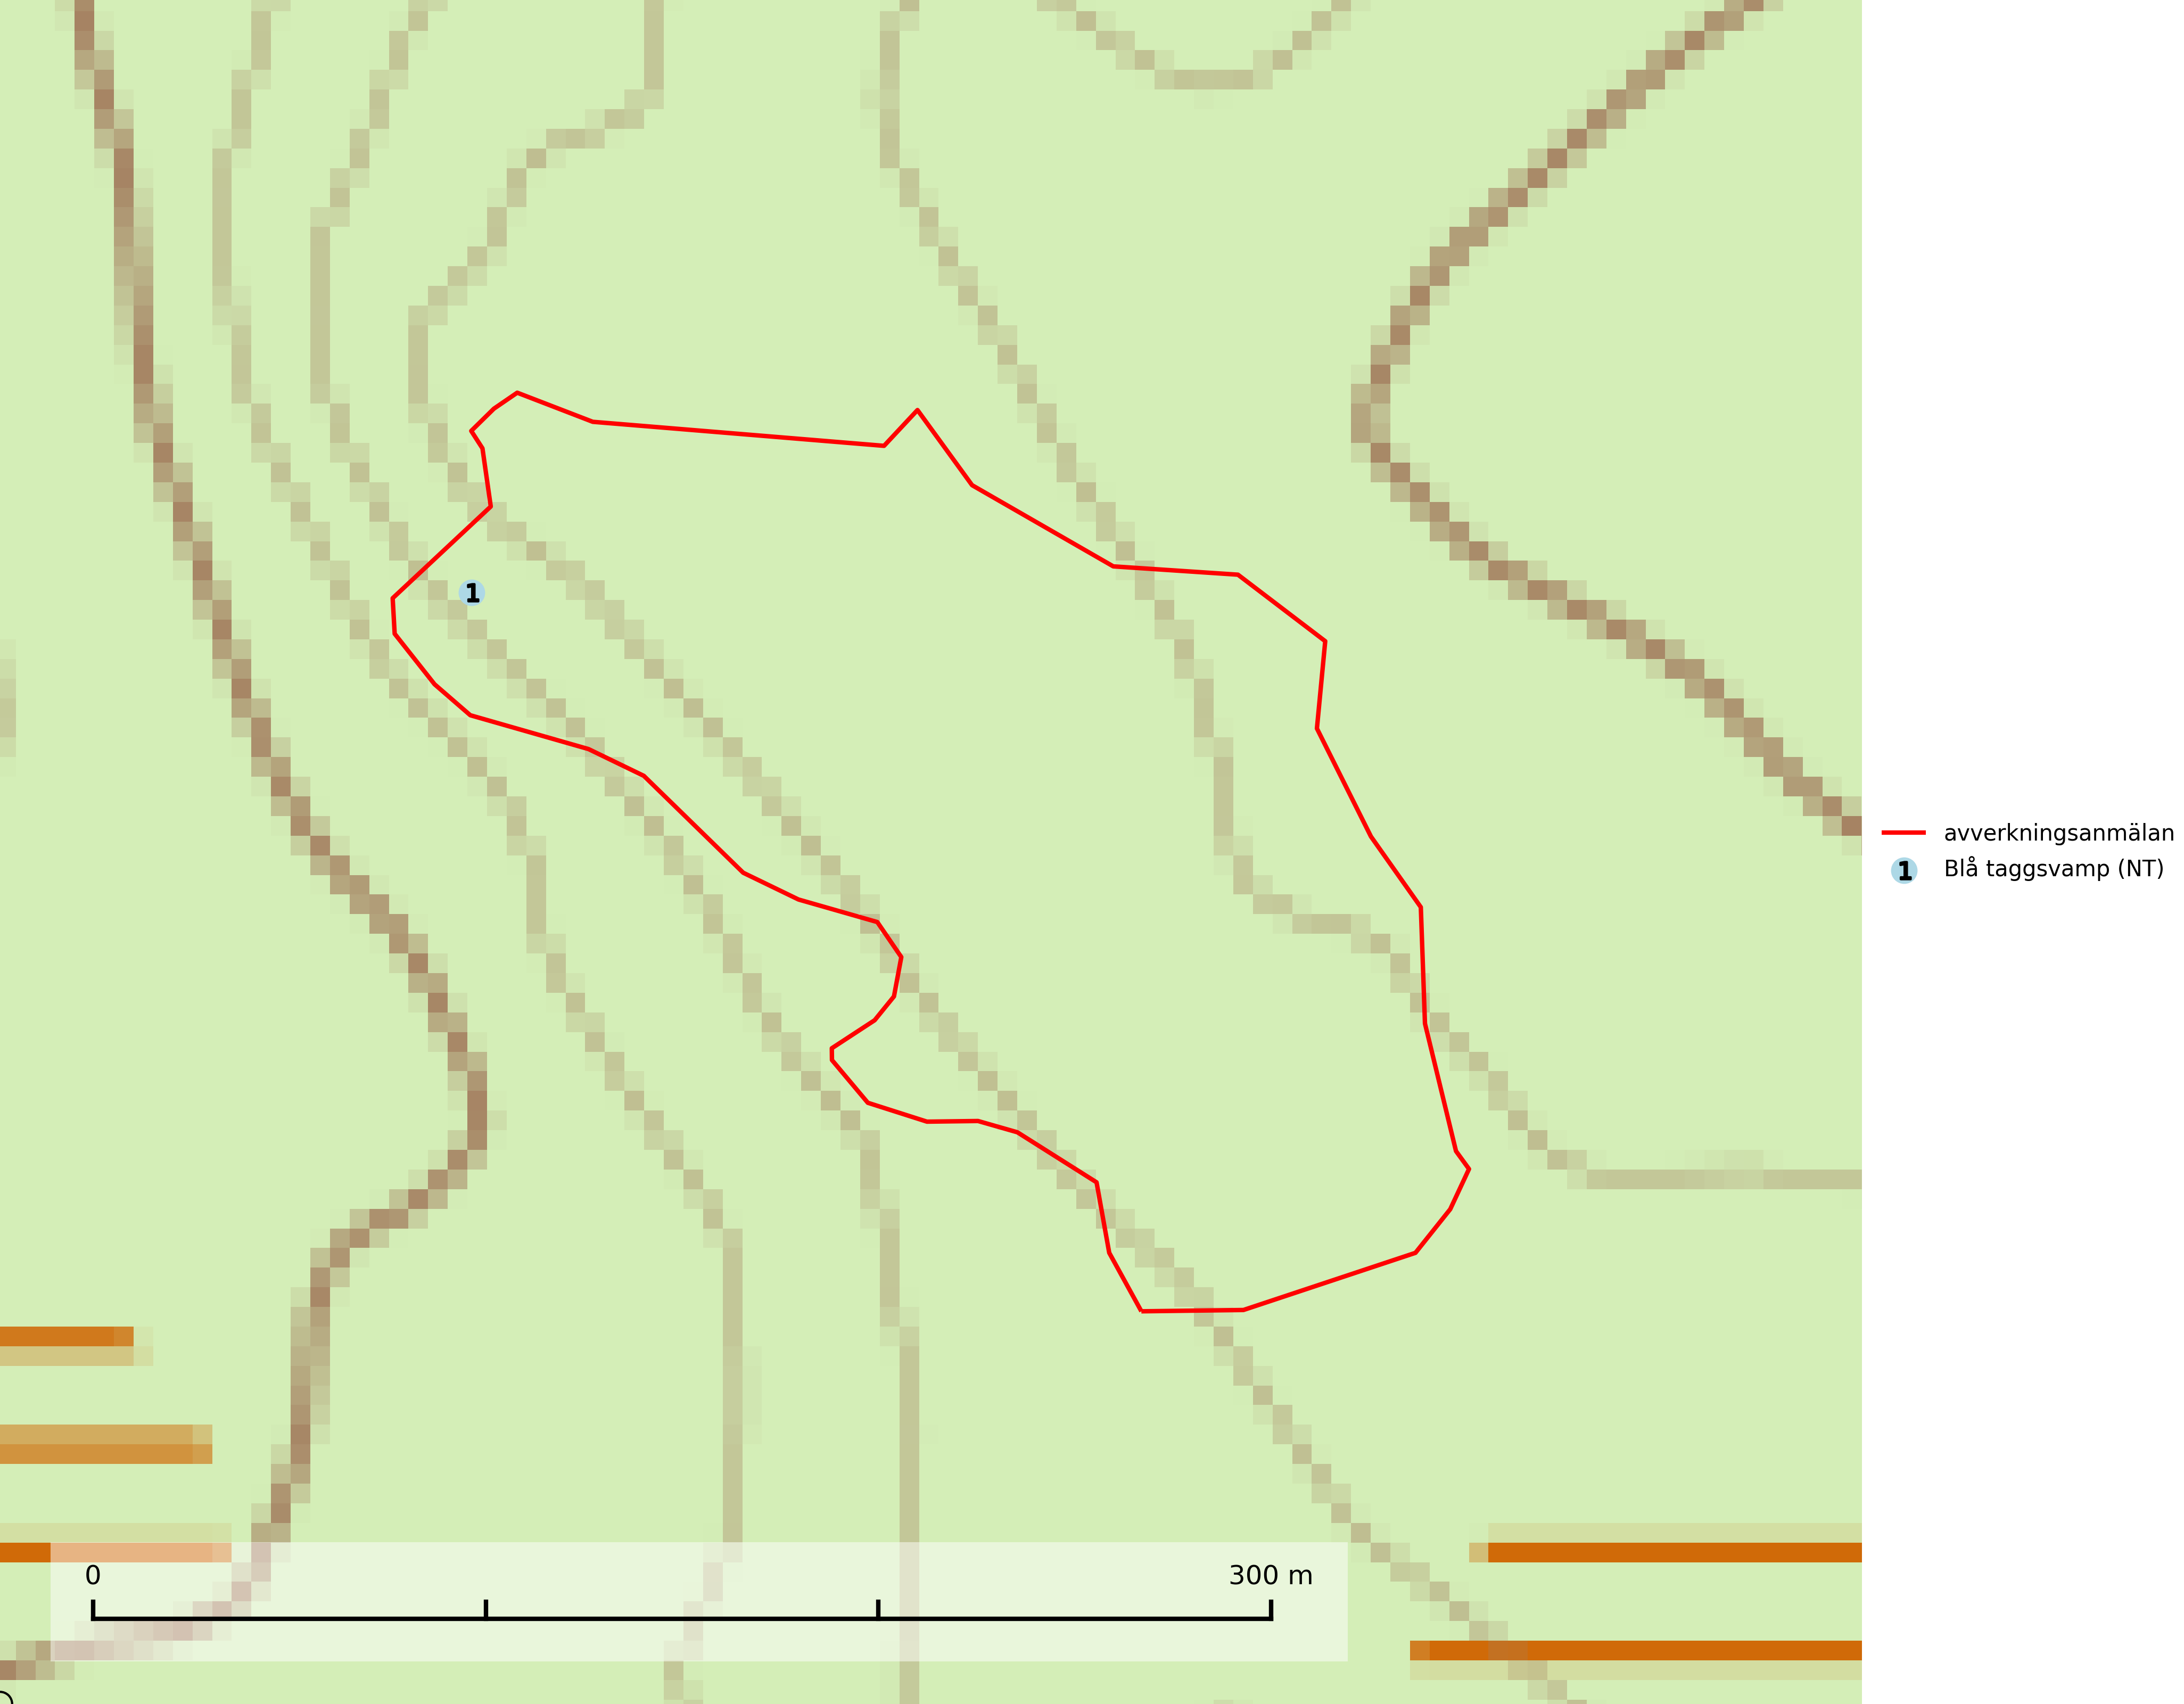 1
avverkningsanmälan
1 Blå taggsvamp (NT)
0 300 m